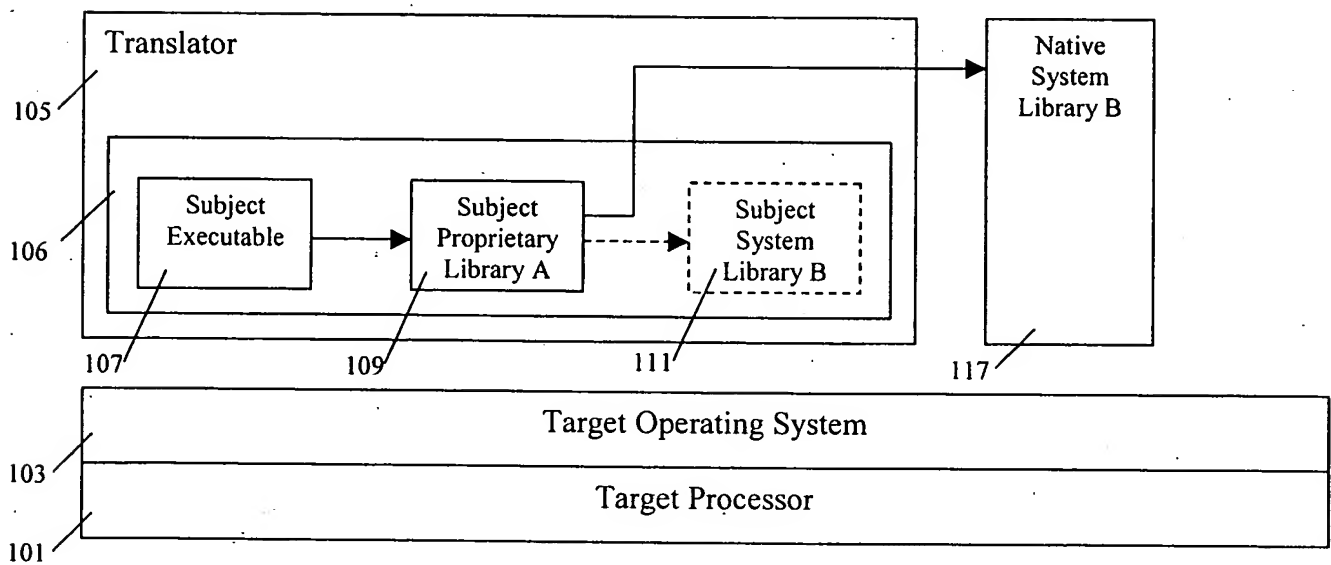 Translator
Native
System
Library B
105
Subject
Executable
Subject
Proprietary
Library A
Subject
System
Library B
106
107
109
111
117
Target Operating System
103
Target Processor
101